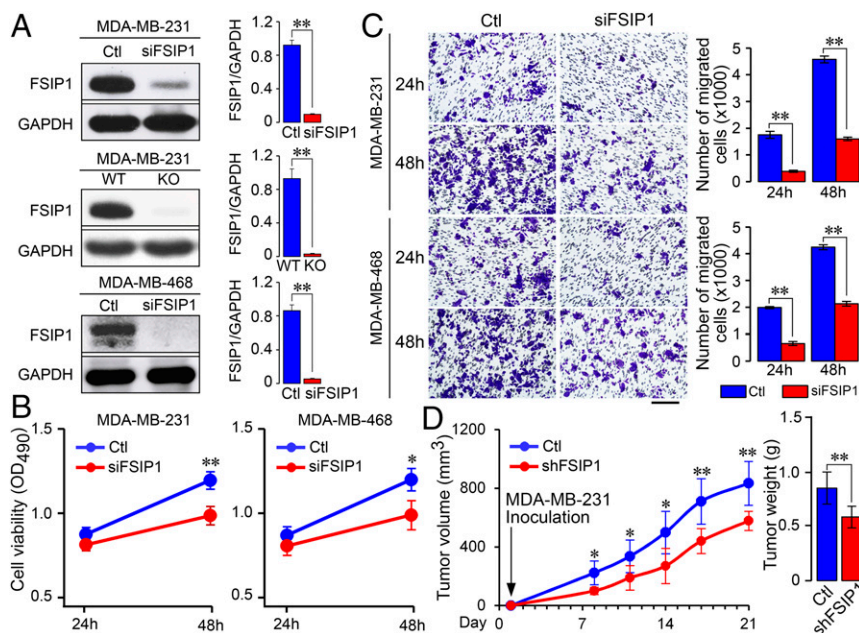 A
MDA-MB-231
Ctl siFSIP1
FSIP1
GAPDH
FSIP1/GAPDH
1.2
0.8
0.4
0
**
Ctl siFSIP1
MDA-MB-231
WT KO
FSIP1
GAPDH
FSIP1/GAPDH
1.2
0.8
0.4
0
**
WT KO
MDA-MB-468
Ctl siFSIP1
FSIP1
GAPDH
FSIP1/GAPDH
1.2
0.8
0.4
0
**
Ctl siFSIP1
B
MDA-MB-231
Cell viability (OD490)
1.5
1.0
0.5
Ctl
siFSIP1
**
24h 48h
MDA-MB-468
1.5
1.0
0.5
Ctl
siFSIP1
*
24h 48h
C
Ctl siFSIP1
MDA-MB-231
24h
48h
MDA-MB-468
24h
48h
Number of migrated
cells (x1000)
5
4
3
2
1
0
**
**
24h 48h
Number of migrated
cells (x1000)
5
4
3
2
1
0
**
**
24h 48h
Ctl siFSIP1
D
Tumor volume (mm3)
1200
800
400
0
Ctl
shFSIP1
MDA-MB-231
Inoculation
* * * ** **
Day 0 7 14 21
Tumor weight (g)
1.5
1.0
0.5
0
**
Ctl
shFSIP1